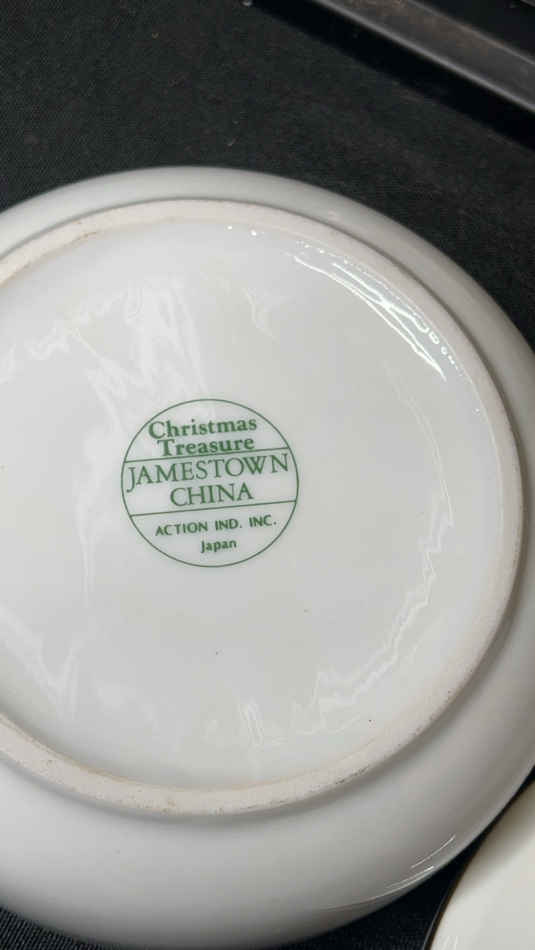 Christmas
Treasure
JAMESTOWN
CHINA
ACTION IND. INC.
Japan